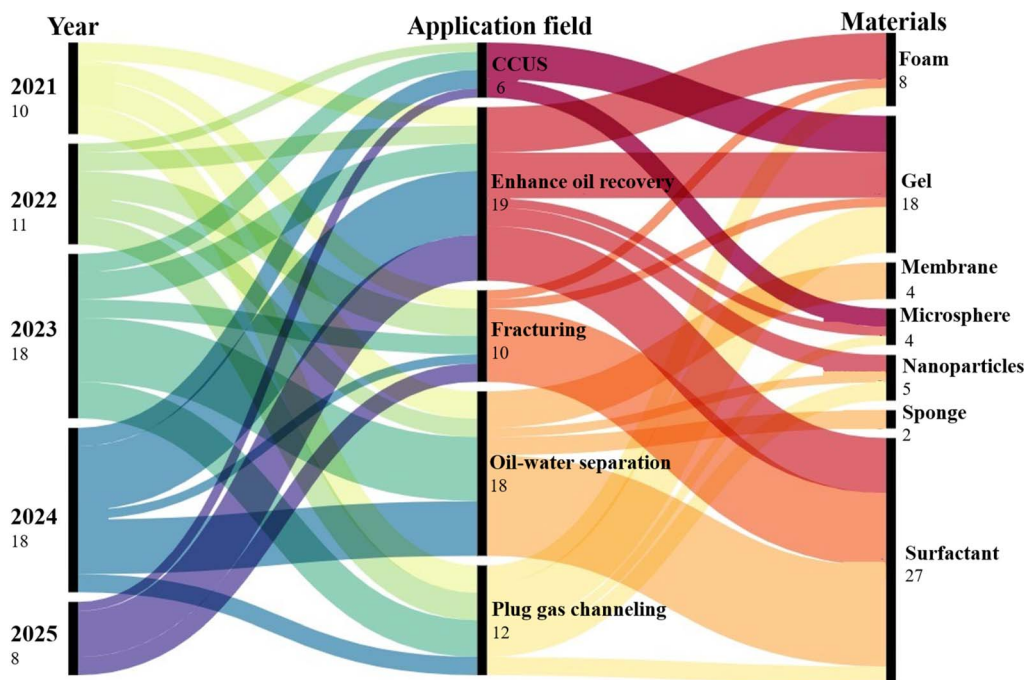 Year
2021
10
2022
11
2023
18
2024
18
2025
8
Application field
CCUS
6
Enhance oil recovery
19
Fracturing
10
Oil-water separation
18
Plug gas channeling
12
Materials
Foam
8
Gel
18
Membrane
4
Microsphere
4
Nanoparticles
5
Sponge
2
Surfactant
27